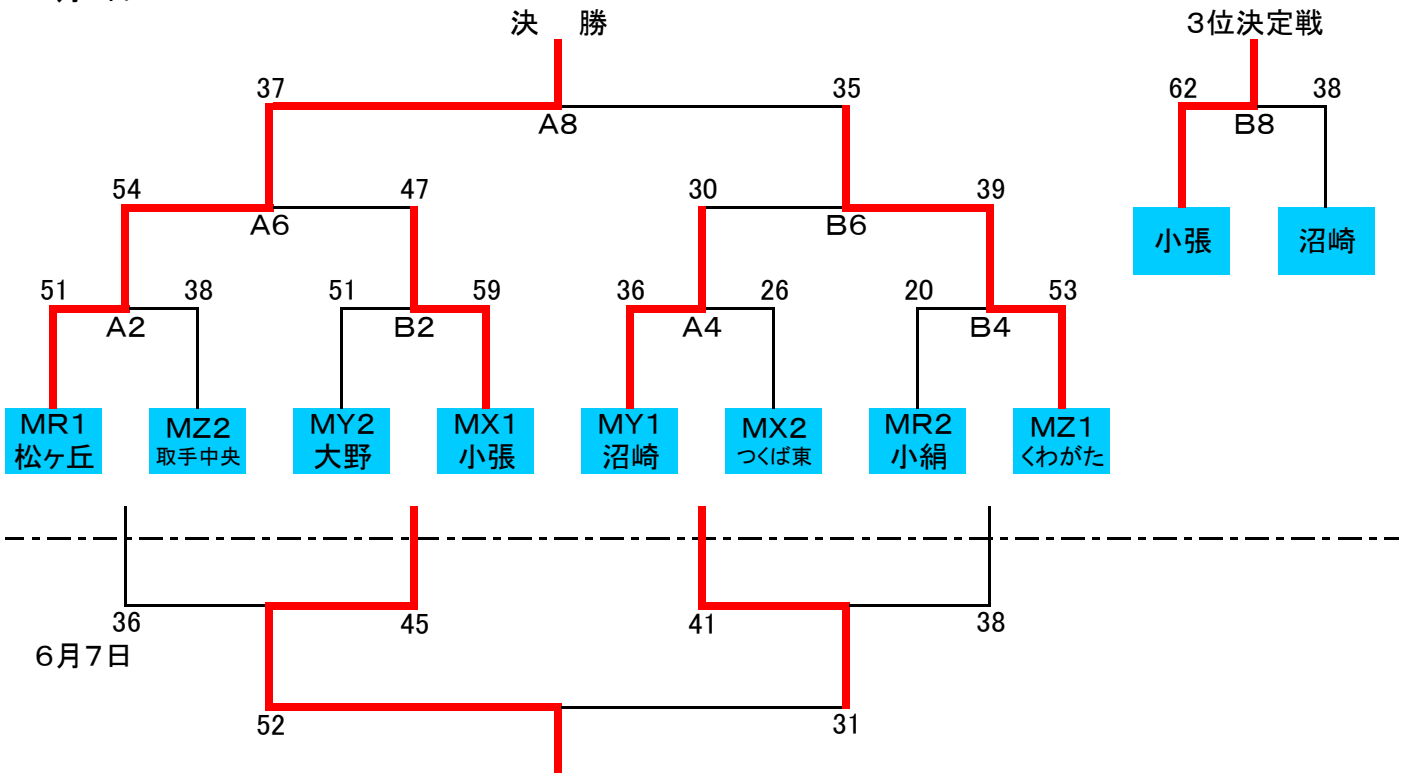 決 勝
3位決定戦
37
35
62
38
A8
B8
54
47
30
39
A6
B6
小張
沼崎
51
38
51
59
36
26
20
53
A2
B2
A4
B4
MR1
松ヶ丘
MZ2
取手中央
MY2
大野
MX1
小張
MY1
沼崎
MX2
つくば東
MR2
小絹
MZ1
くわがた
36
45
41
38
6月7日
52
31